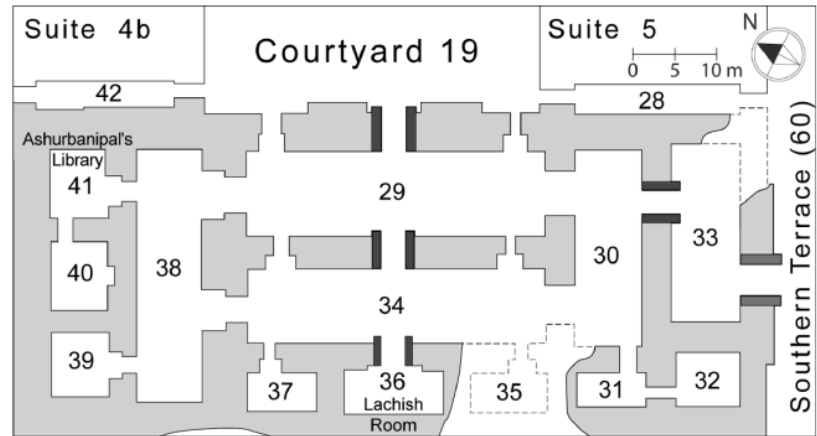 Suite 4b
Courtyard 19
Suite 5
N
0 5 10 m
42
28
Ashurbanipal's
Library
41
29
33
40
38
30
34
39
37
36
35
31
32
Lachish
Room
Southern Terrace (60)